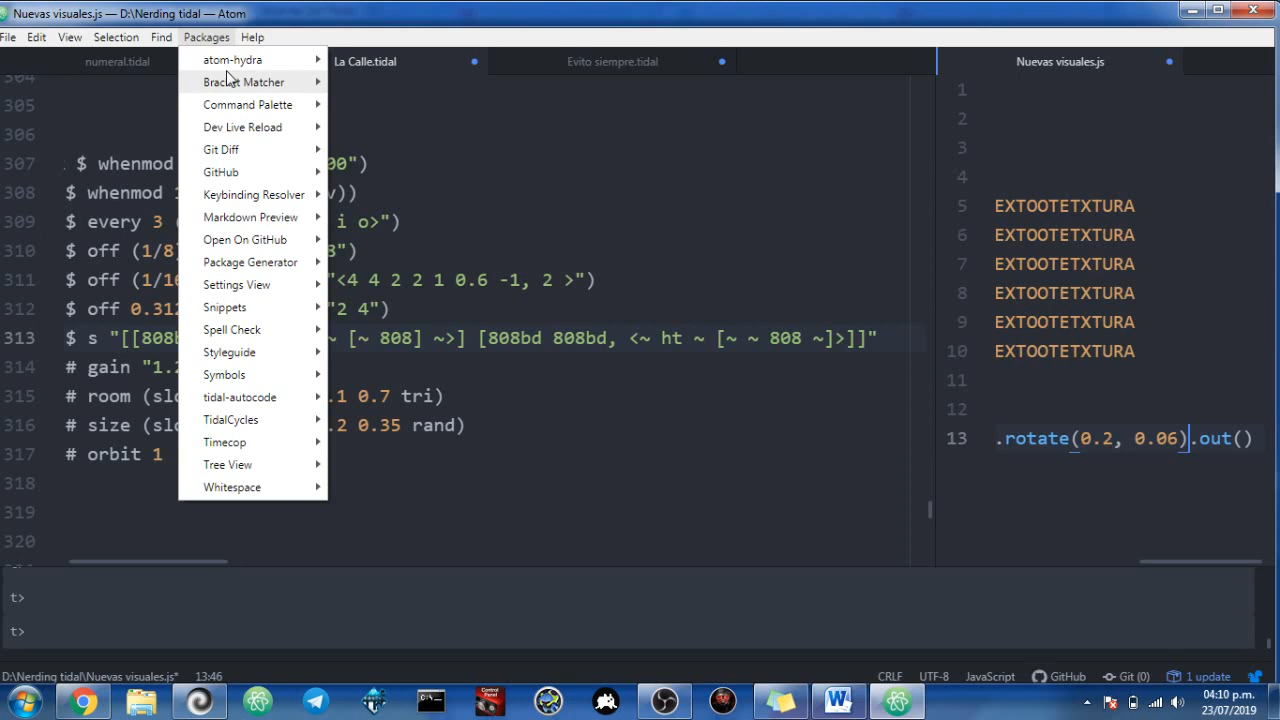 Nuevas visuales.js — D:\Nerding tidal — Atom
File Edit View Selection Find Packages Help
numeral.tidal La Calle.tidal Evito siempre.tidal Nuevas visuales.js
atom-hydra
Bracket Matcher
Command Palette
Dev Live Reload
Git Diff
GitHub
Keybinding Resolver
Markdown Preview
Open On GitHub
Package Generator
Settings View
Snippets
Spell Check
Styleguide
Symbols
tidal-autocode
TidalCycles
Timecop
Tree View
Whitespace
304
305
306
307 . $ whenmod 00")
308 $ whenmod 1 v))
309 $ every 3 ( i o>")
310 $ off (1/8) 8")
311 $ off (1/16 "<4 4 2 2 1 0.6 -1, 2 >")
312 $ off 0.312 "2 4")
313 $ s "[[808b ~ [~ 808] ~>] [808bd 808bd, <~ ht ~ [~ ~ 808 ~]>]]"
314 # gain "1.2
315 # room (slo .1 0.7 tri)
316 # size (slo .2 0.35 rand)
317 # orbit 1
318
319
1
2
3
4
5 EXTOOTETXTURA
6 EXTOOTETXTURA
7 EXTOOTETXTURA
8 EXTOOTETXTURA
9 EXTOOTETXTURA
10 EXTOOTETXTURA
11
12
13 .rotate(0.2, 0.06).out()
t>
t>
D:\Nerding tidal\Nuevas visuales.js* 13:46 CRLF UTF-8 JavaScript GitHub Git (0) 1 update
04:10 p.m.
23/07/2019